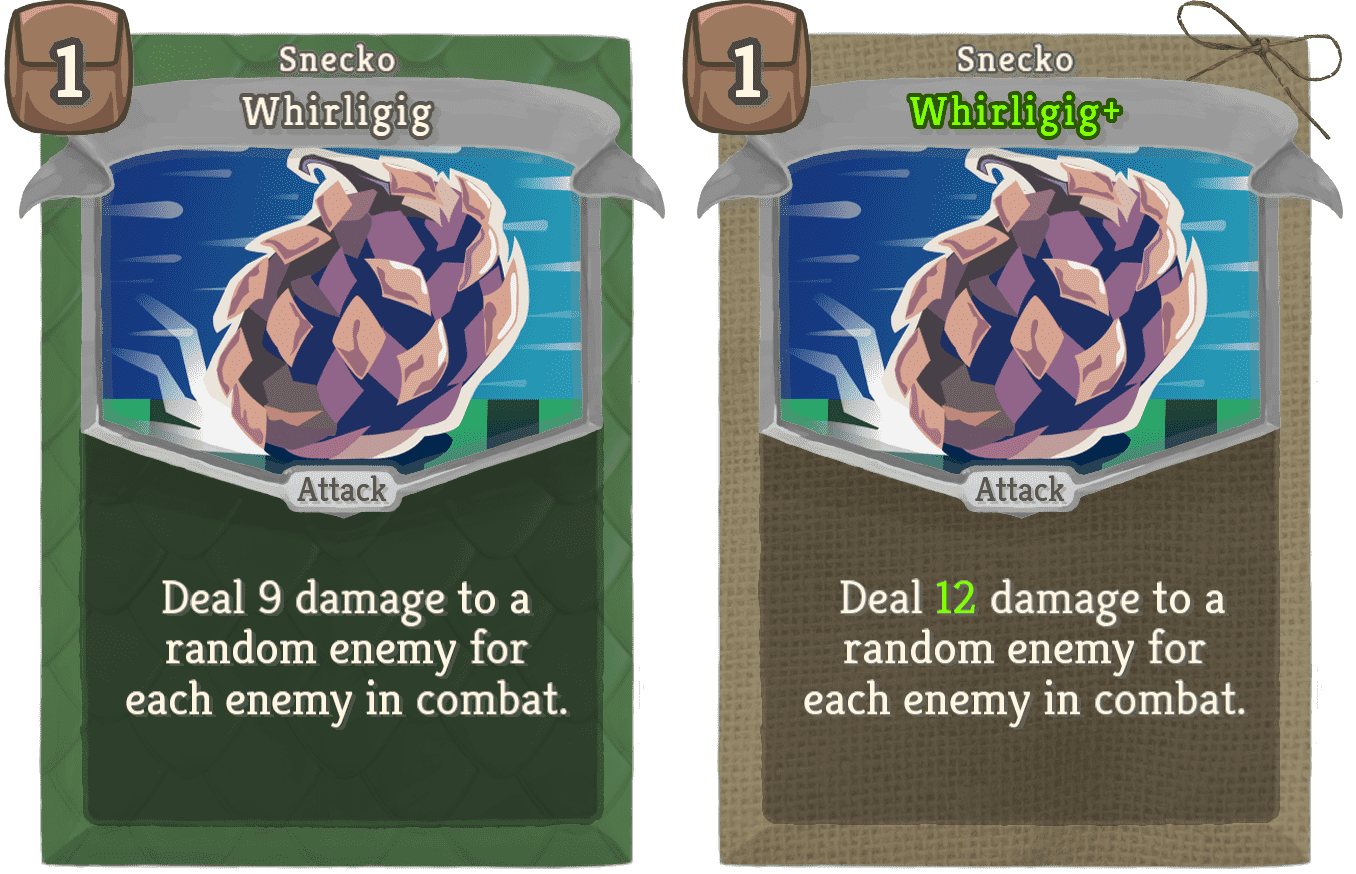 1
Snecko
Whirligig
Attack
Deal 9 damage to a
random enemy for
each enemy in combat.
1
Snecko
Whirligig+
Attack
Deal 12 damage to a
random enemy for
each enemy in combat.